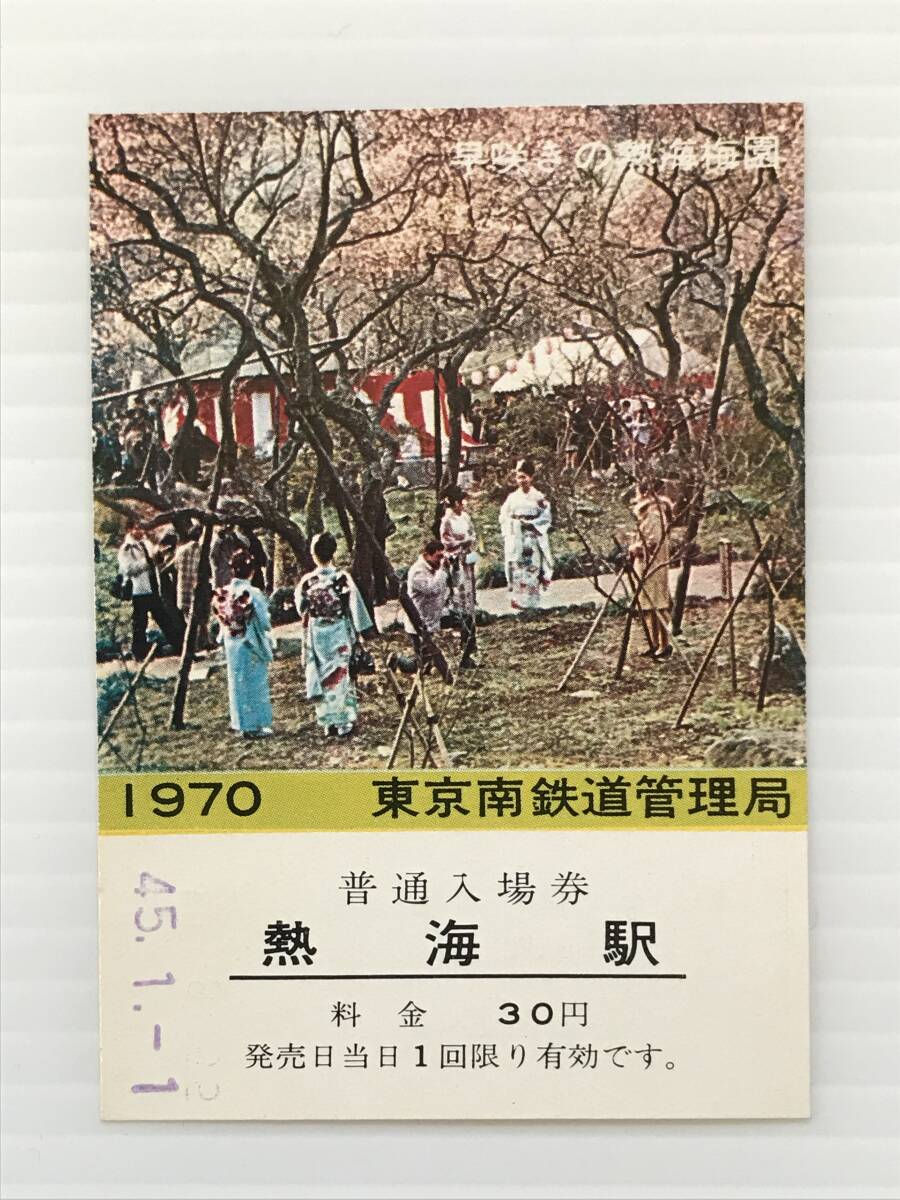 早咲きの熱海梅園
1970 東京南鉄道管理局
普通入場券
熱海駅
料金 30円
発売日当日1回限り有効です。
45.1.-1